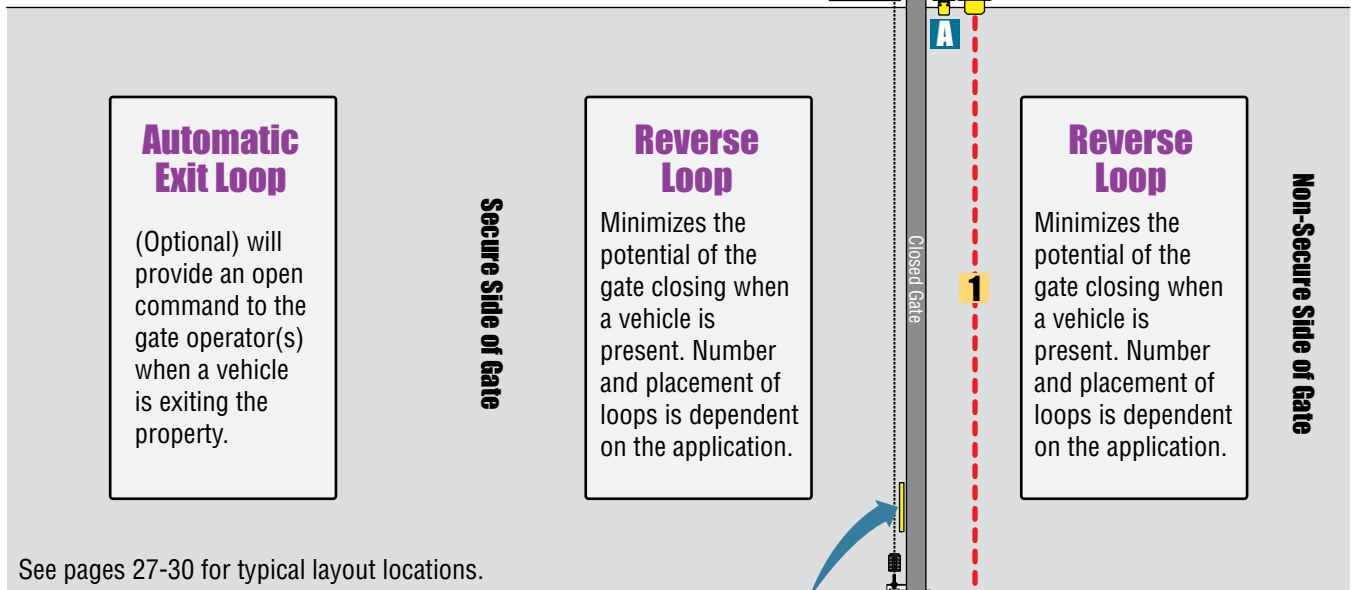 A
Automatic
Exit Loop
(Optional) will
provide an open
command to the
gate operator(s)
when a vehicle
is exiting the
property.
Secure Side of Gate
Reverse
Loop
Minimizes the
potential of the
gate closing when
a vehicle is
present. Number
and placement of
loops is dependent
on the application.
Closed Gate
1
Reverse
Loop
Minimizes the
potential of the
gate closing when
a vehicle is
present. Number
and placement of
loops is dependent
on the application.
Non-Secure Side of Gate
See pages 27-30 for typical layout locations.